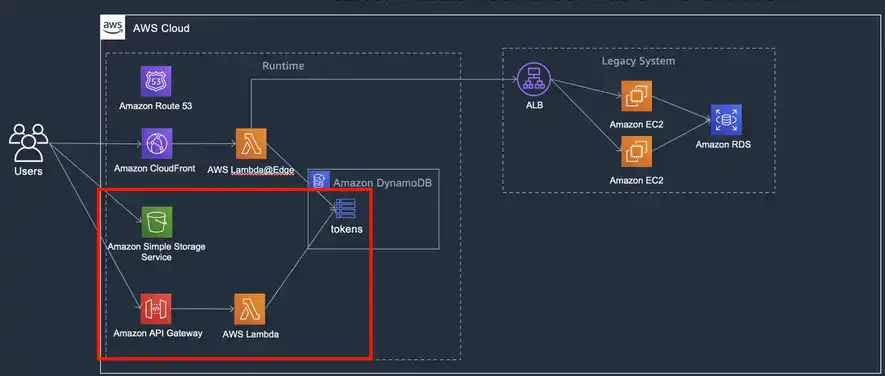 aws
AWS Cloud
Runtime
Legacy System
53
Amazon Route 53
ALB
Amazon EC2
Amazon RDS
Users
Amazon CloudFront
AWS Lambda@Edge
Amazon EC2
Amazon DynamoDB
tokens
Amazon Simple Storage
Service
Amazon API Gateway
AWS Lambda